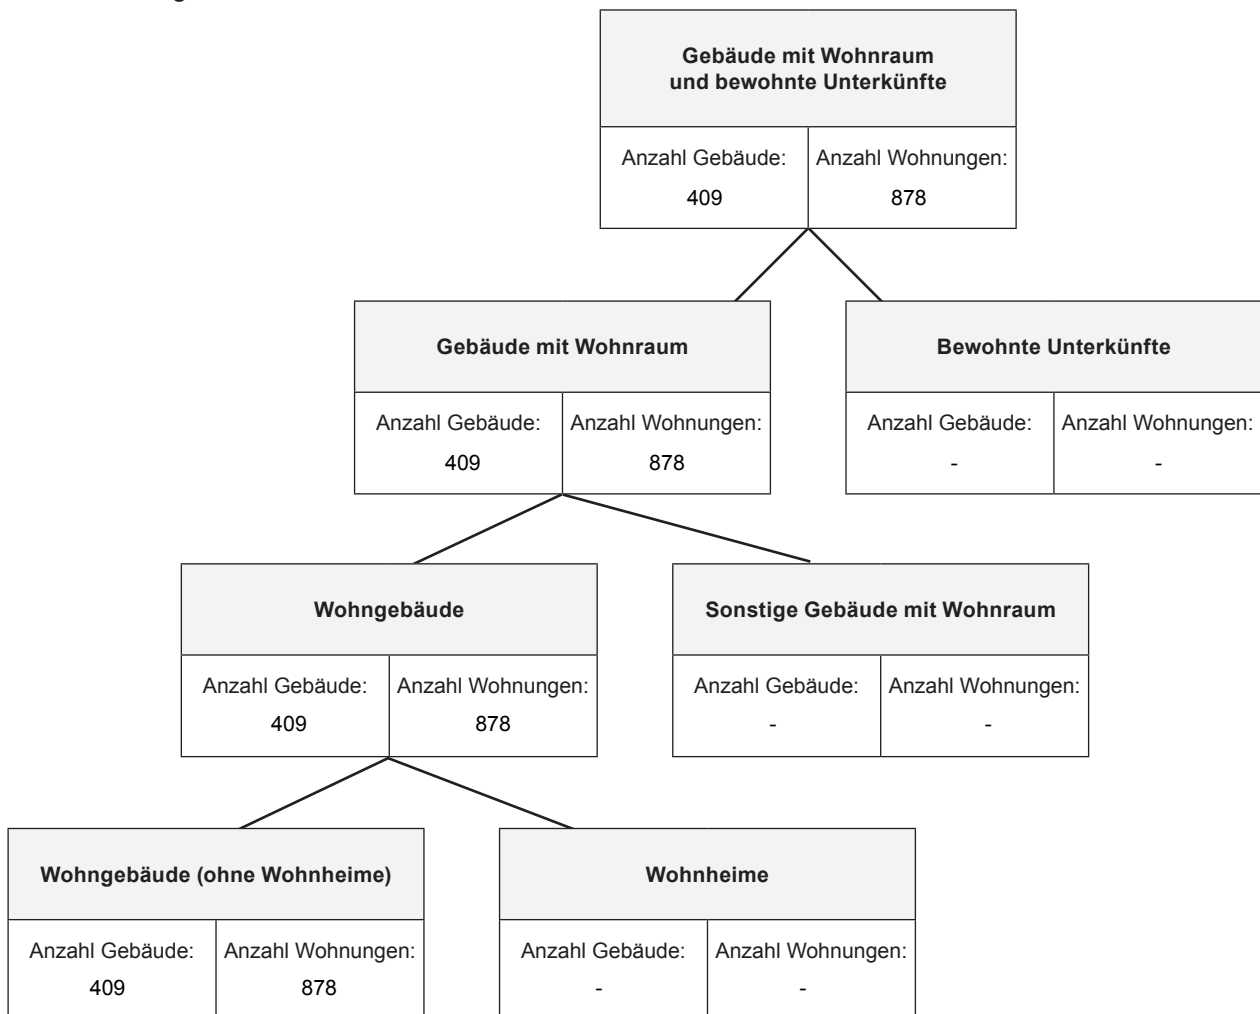 Gebäude mit Wohnraum
und bewohnte Unterkünfte
Anzahl Gebäude: Anzahl Wohnungen:
409 878
Gebäude mit Wohnraum Bewohnte Unterkünfte
Anzahl Gebäude: Anzahl Wohnungen: Anzahl Gebäude: Anzahl Wohnungen:
409 878 - -
Wohngebäude Sonstige Gebäude mit Wohnraum
Anzahl Gebäude: Anzahl Wohnungen: Anzahl Gebäude: Anzahl Wohnungen:
409 878 - -
Wohngebäude (ohne Wohnheime) Wohnheime
Anzahl Gebäude: Anzahl Wohnungen: Anzahl Gebäude: Anzahl Wohnungen:
409 878 - -